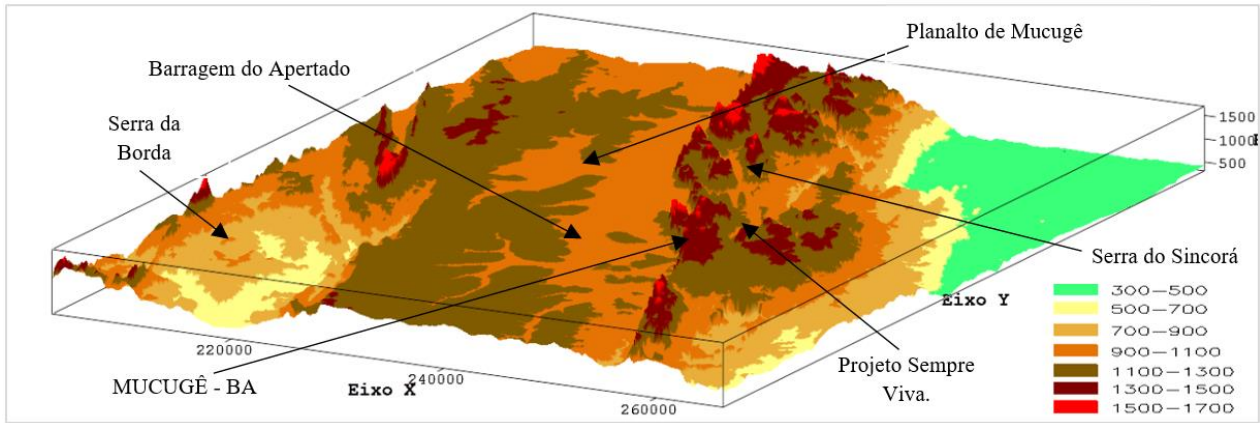 Planalto de Mucugê
Barragem do Apertado
Serra da
Borda
1500
1000
500
Serra do Sincorá
Eixo Y
300−500
500−700
700−900
900−1100
1100−1300
1300−1500
1500−1700
220000
240000
260000
Eixo X
MUCUGÊ - BA
Projeto Sempre
Viva.